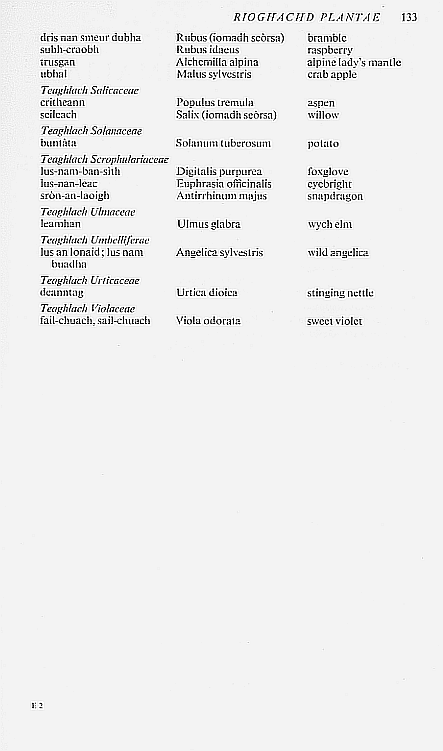 RIOGHACHD PLANTAE 133
dris nan smeur dubha Rubus (iomadh seòrsa) bramble
subh-craobh Rubus idaeus raspberry
trusgan Alchemilla alpina alpine lady's mantle
ubhal Malus sylvestris crab apple
Teaghlach Salicaceae
critheann Populus tremula aspen
seileach Salix (iomadh seòrsa) willow
Teaghlach Solanaceae
buntàta Solanum tuberosum potato
Teaghlach Scrophulariaceae
lus-nam-ban-sìth Digitalis purpurea foxglove
lus-nan-leac Euphrasia officinalis eyebright
sròn-an-laoigh Antirrhinum majus snapdragon
Teaghlach Ulmaceae
leamhan Ulmus glabra wych elm
Teaghlach Umbelliferae
lus an lonaid; lus nam Angelica sylvestris wild angelica
buadha
Teaghlach Urticaceae
deanntag Urtica dioica stinging nettle
Teaghlach Violaceae
fail-chuach, sail-chuach Viola odorata sweet violet
E 2